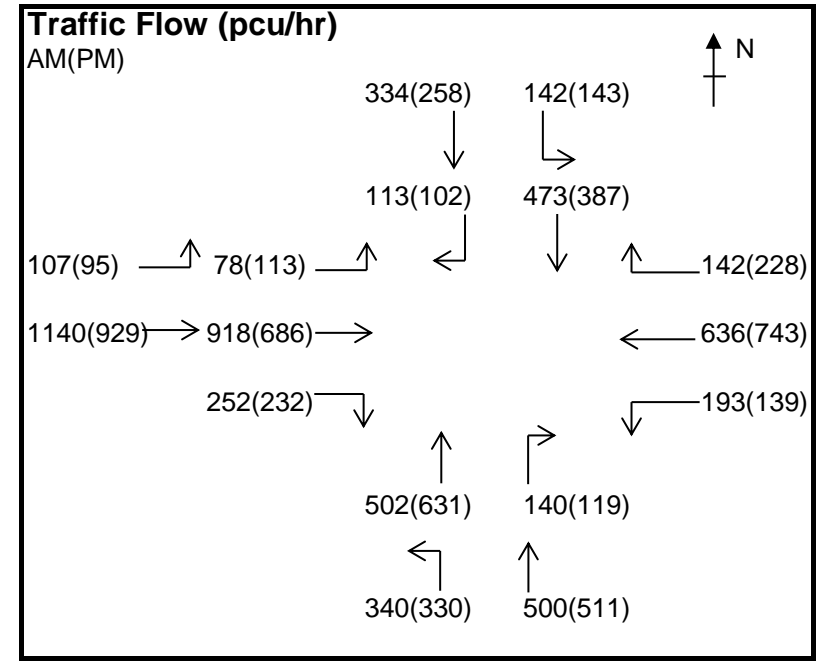 Traffic Flow (pcu/hr)
AM(PM)
N
334(258) 142(143)
113(102) 473(387)
107(95) 78(113) 142(228)
1140(929) 918(686) 636(743)
252(232) 193(139)
502(631) 140(119)
340(330) 500(511)